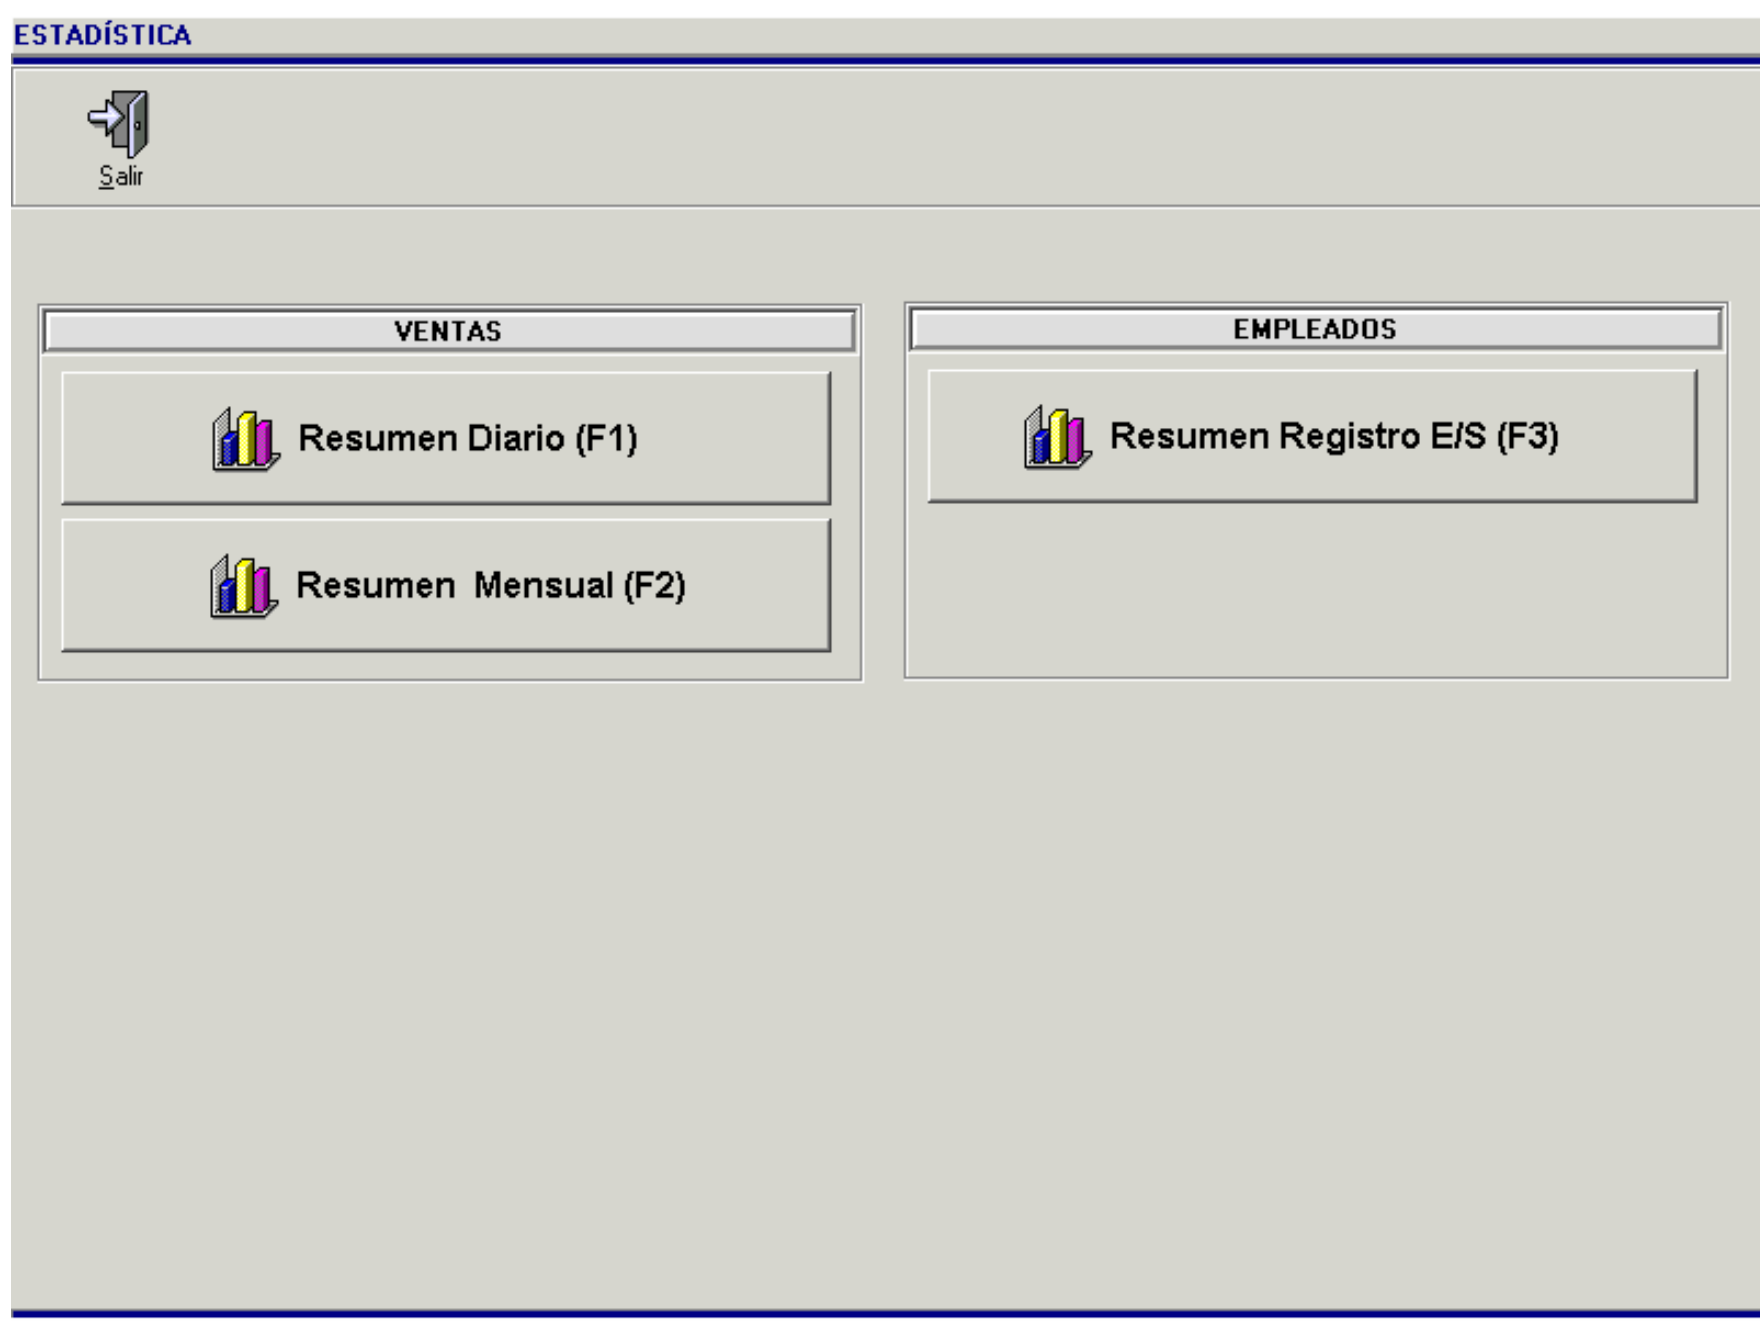 ESTADÍSTICA
Salir
VENTAS
Resumen Diario (F1)
Resumen  Mensual (F2)
EMPLEADOS
Resumen Registro E/S (F3)